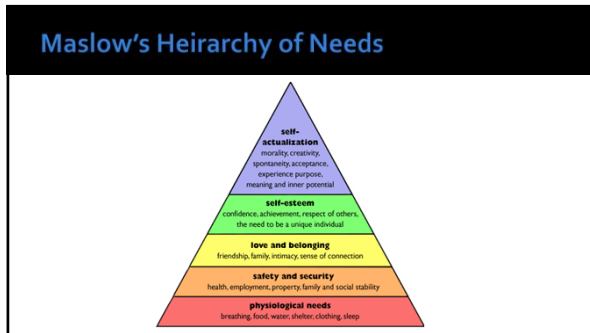 Maslow's Heirarchy of Needs
self-
actualization
morality, creativity,
spontaneity, acceptance,
experience purpose,
meaning and inner potential
self-esteem
confidence, achievement, respect of others,
the need to be a unique individual
love and belonging
friendship, family, intimacy, sense of connection
safety and security
health, employment, property, family and social stability
physiological needs
breathing, food, water, shelter, clothing, sleep